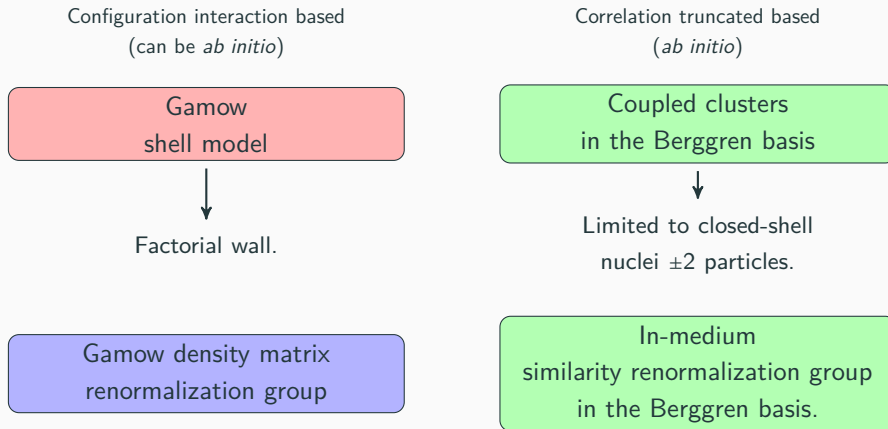 Configuration interaction based
(can be ab initio)
Gamow
shell model
Factorial wall.
Gamow density matrix
renormalization group
Correlation truncated based
(ab initio)
Coupled clusters
in the Berggren basis
Limited to closed-shell
nuclei ±2 particles.
In-medium
similarity renormalization group
in the Berggren basis.